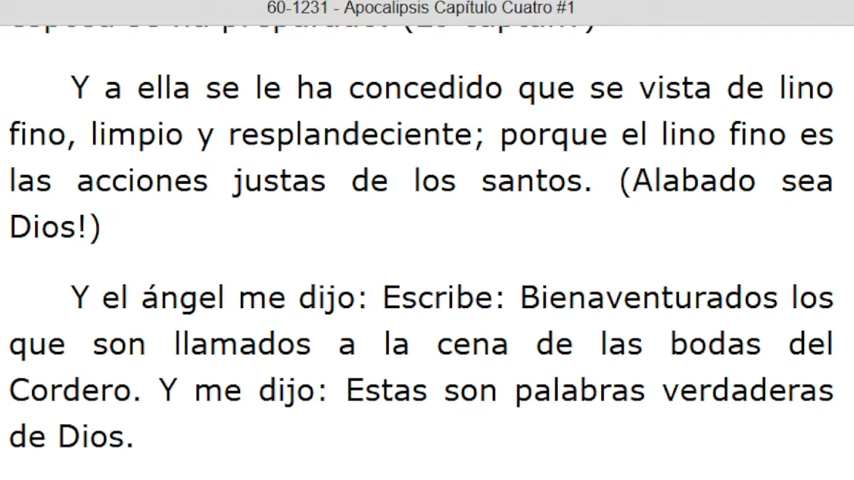 60-1231 - Apocalipsis Capítulo Cuatro #1
Y a ella se le ha concedido que se vista de lino
fino, limpio y resplandeciente; porque el lino fino es
las acciones justas de los santos. (Alabado sea
Dios!)
Y el ángel me dijo: Escribe: Bienaventurados los
que son llamados a la cena de las bodas del
Cordero. Y me dijo: Estas son palabras verdaderas
de Dios.